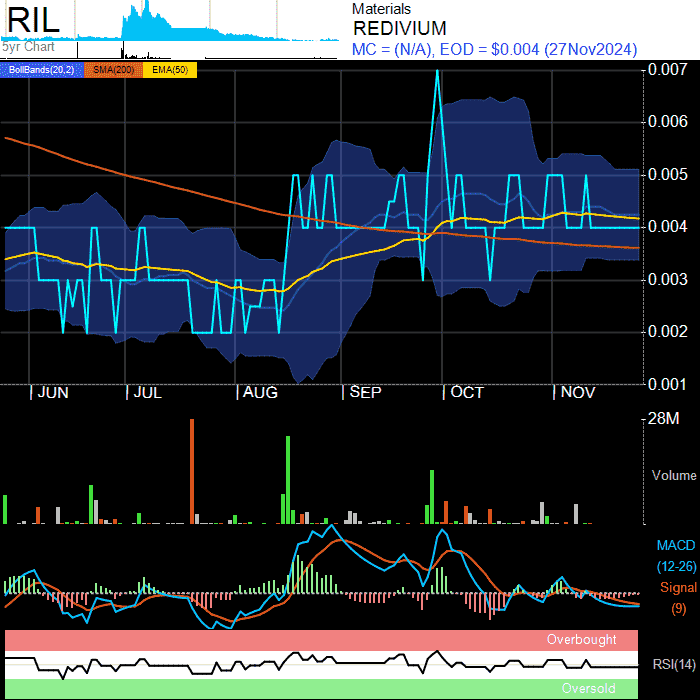 RIL
5yr Chart
Materials
REDIVIUM
MC = (N/A), EOD = $0.004 (27Nov2024)
BollBands(20,2) SMA(200) EMA(50)
0.007
0.006
0.005
0.004
0.003
0.002
0.001
JUN JUL AUG SEP OCT NOV
28M
Volume
MACD
(12-26)
Signal
(9)
Overbought
RSI(14)
Oversold